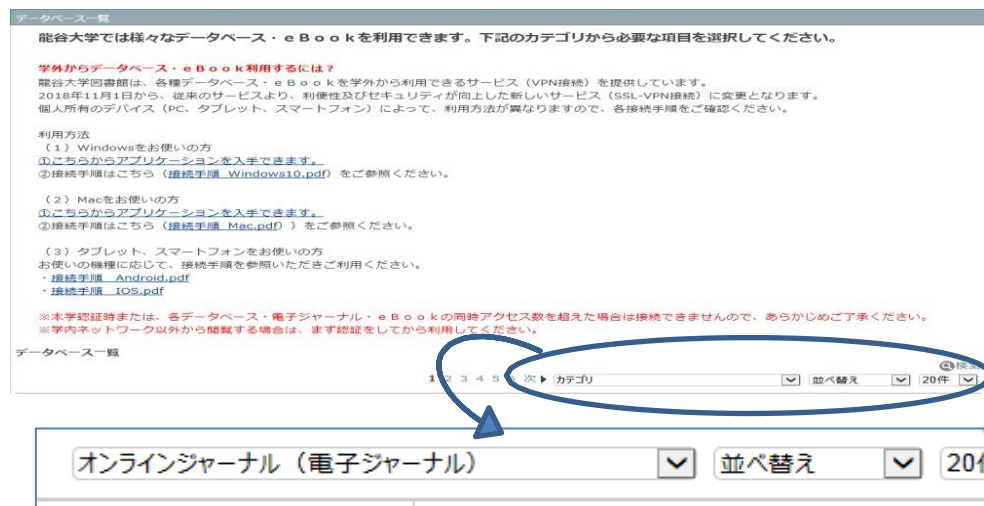 データベース一覧
龍谷大学では様々なデータベース・ｅＢｏｏｋを利用できます。下記のカテゴリから必要な項目を選択してください。
学外からデータベース・ｅＢｏｏｋ利用するには？
龍谷大学図書館は、各種データベース・ｅＢｏｏｋを学外から利用できるサービス（VPN接続）を提供しています。
2018年11月1日から、従来のサービスより、利便性及びセキュリティが向上した新しいサービス（SSL-VPN接続）に変更となります。
個人所有のデバイス（PC、タブレット、スマートフォン）によって、利用方法が異なりますので、各接続手順をご確認ください。
利用方法
（１）Windowsをお使いの方
①こちらからアプリケーションを入手できます。
②接続手順はこちら（接続手順_Windows10.pdf）をご参照ください。
（２）Macをお使いの方
①こちらからアプリケーションを入手できます。
②接続手順はこちら（接続手順_Mac.pdf））をご参照ください。
（３）タブレット、スマートフォンをお使いの方
お使いの機種に応じて、接続手順を参照いただきご利用ください。
・接続手順_Android.pdf
・接続手順_IOS.pdf
※本学認証時または、各データベース・電子ジャーナル・ｅＢｏｏｋの同時アクセス数を超えた場合は接続できませんので、あらかじめご了承ください。
※学内ネットワーク以外から閲覧する場合は、まず認証をしてから利用してください。
データベース一覧
検索
1 2 3 4 5 6 次 カテゴリ 並べ替え 20件
オンラインジャーナル（電子ジャーナル） 並べ替え 20件